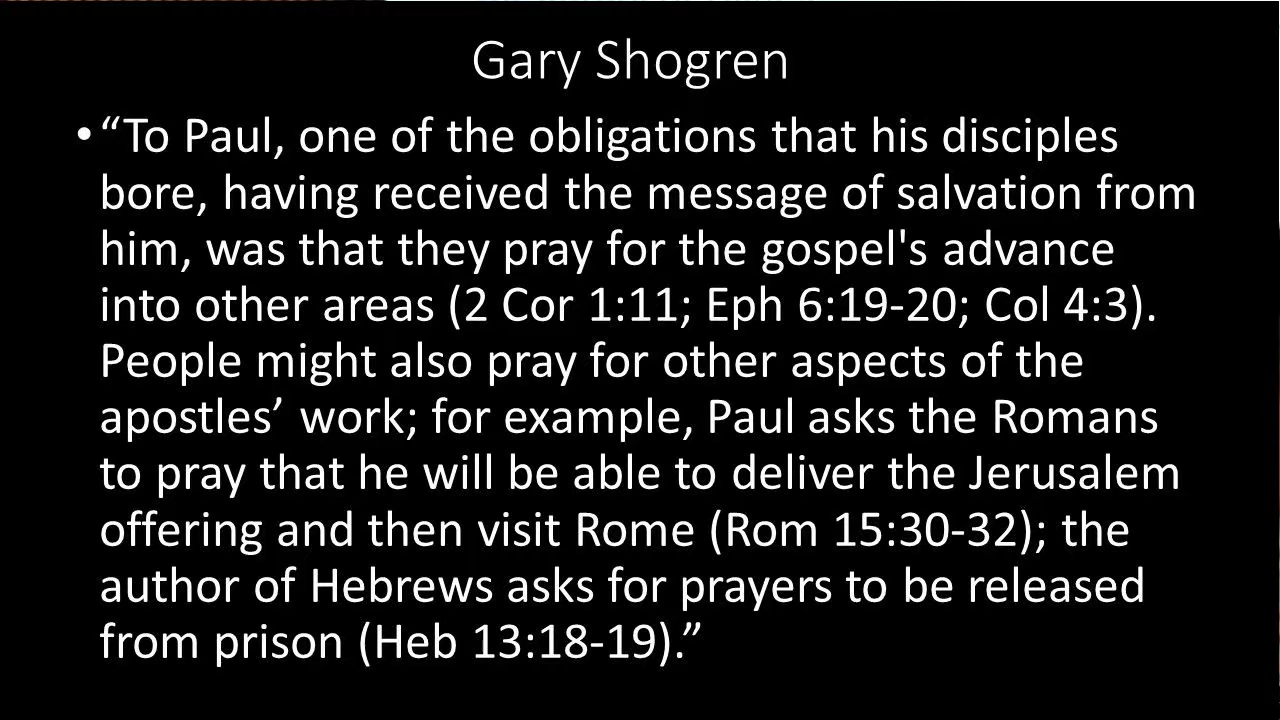 Gary Shogren
•“To Paul, one of the obligations that his disciples
bore, having received the message of salvation from
him, was that they pray for the gospel's advance
into other areas (2 Cor 1:11; Eph 6:19-20; Col 4:3).
People might also pray for other aspects of the
apostles’ work; for example, Paul asks the Romans
to pray that he will be able to deliver the Jerusalem
offering and then visit Rome (Rom 15:30-32); the
author of Hebrews asks for prayers to be released
from prison (Heb 13:18-19).”